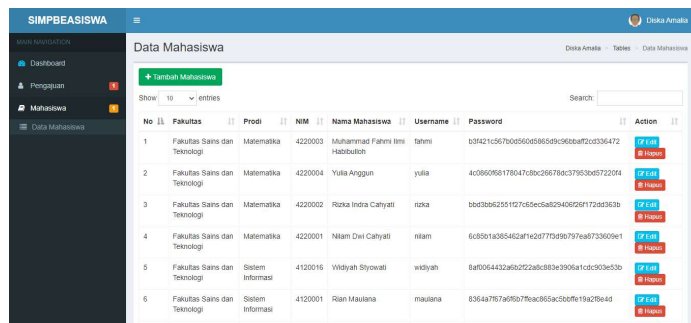 SIMPBEASISWA
Diska Amalia
MAIN NAVIGATION
Dashboard
Pengajuan 1
Mahasiswa 1
Data Mahasiswa
Data Mahasiswa
Diska Amalia - Tables - Data Mahasiswa
+ Tambah Mahasiswa
Show 10 entries
Search:
No Fakultas Prodi NIM Nama Mahasiswa Username Password Action
1 Fakultas Sains dan Matematika 4220003 Muhammad Fahmi Ilmi fahmi b3f421c567b0d560d5865d9c96bbaff2cd336472 Edit
Teknologi Habibulloh Hapus
2 Fakultas Sains dan Matematika 4220004 Yulia Anggun yulia 4c0860f68178047c8bc26678dc37953bd57220f4 Edit
Teknologi Hapus
3 Fakultas Sains dan Matematika 4220002 Rizka Indra Cahyati rizka bbd3bb62551f27c65ec6a829406f26f172dd363b Edit
Teknologi Hapus
4 Fakultas Sains dan Matematika 4220001 Nilam Dwi Cahyati nilam 6c85b1a385462af1e2d77f3d9b797ea8733609e1 Edit
Teknologi Hapus
5 Fakultas Sains dan Sistem 4120016 Widiyah Styowati widiyah 8af0064432a6b2f22a8c883e3906a1cdc903e53b Edit
Teknologi Informasi Hapus
6 Fakultas Sains dan Sistem 4120001 Rian Maulana maulana 8364a7f67a6f6b7ffeac865ac5bbffe19a2f8e4d Edit
Teknologi Informasi Hapus